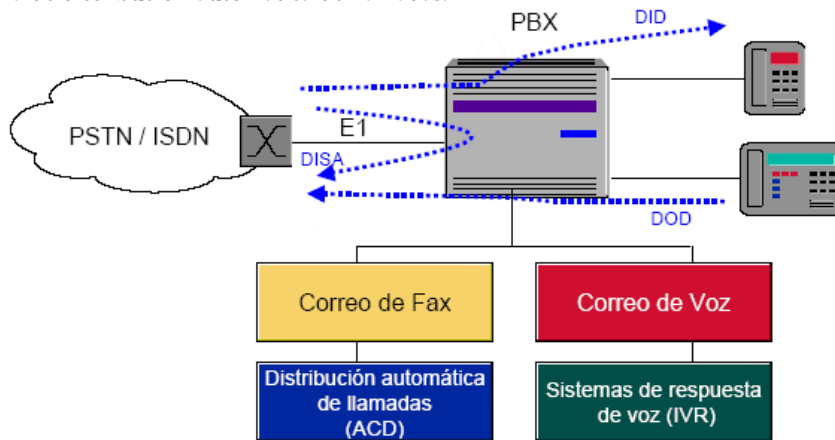 PBX
DID
PSTN / ISDN
E1
DISA
DOD
Correo de Fax
Correo de Voz
Distribución automática
de llamadas
(ACD)
Sistemas de respuesta
de voz (IVR)